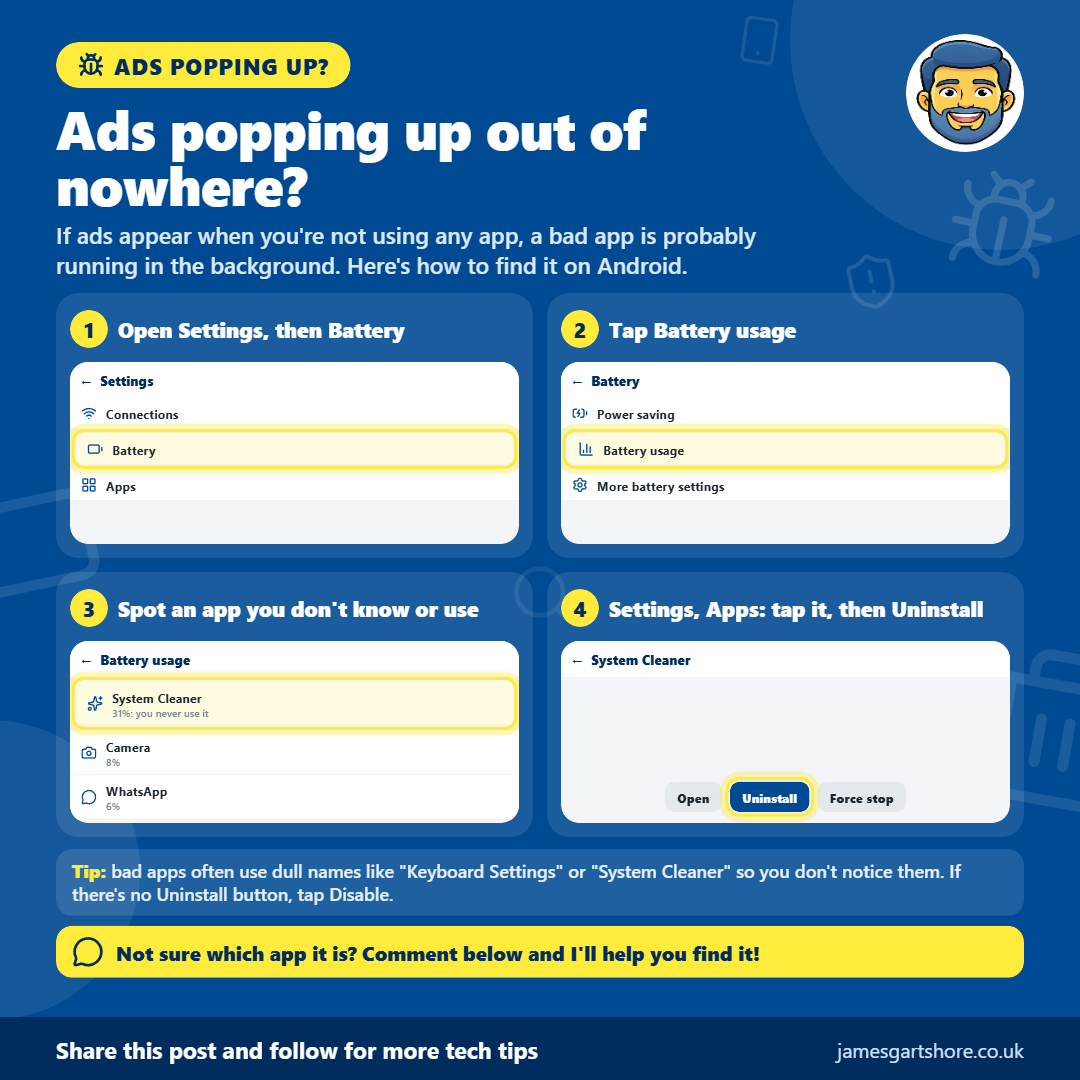 ADS POPPING UP?
Ads popping up out of
nowhere?
If ads appear when you're not using any app, a bad app is probably
running in the background. Here's how to find it on Android.
1 Open Settings, then Battery
← Settings
Connections
Battery
Apps
2 Tap Battery usage
← Battery
Power saving
Battery usage
More battery settings
3 Spot an app you don't know or use
← Battery usage
System Cleaner
31%: you never use it
Camera
8%
WhatsApp
6%
4 Settings, Apps: tap it, then Uninstall
← System Cleaner
Open Uninstall Force stop
Tip: bad apps often use dull names like "Keyboard Settings" or "System Cleaner" so you don't notice them. If
there's no Uninstall button, tap Disable.
Not sure which app it is? Comment below and I'll help you find it!
Share this post and follow for more tech tips
jamesgartshore.co.uk